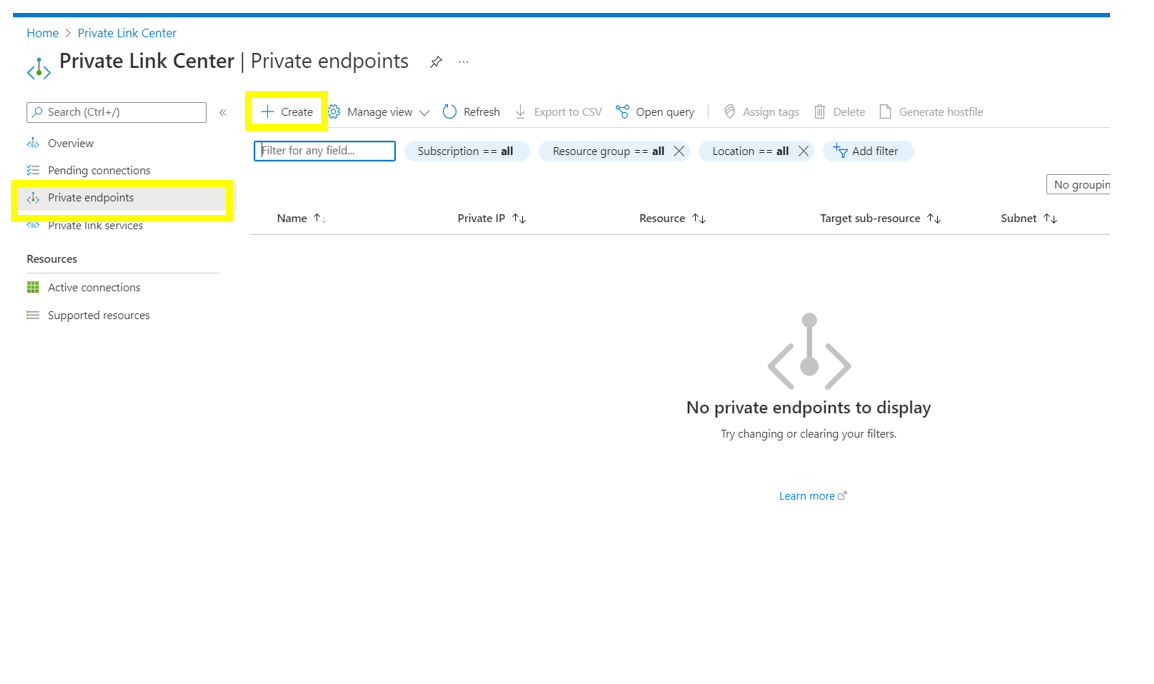 Home > Private Link Center
Private Link Center | Private endpoints ...
Search (Ctrl+/) «
Create Manage view Refresh Export to CSV Open query Assign tags Delete Generate hostfile
Overview
Pending connections
Private endpoints
Private link services
Resources
Active connections
Supported resources
Filter for any field... Subscription == all Resource group == all Location == all Add filter
No groupin
Name Private IP Resource Target sub-resource Subnet
No private endpoints to display
Try changing or clearing your filters.
Learn more